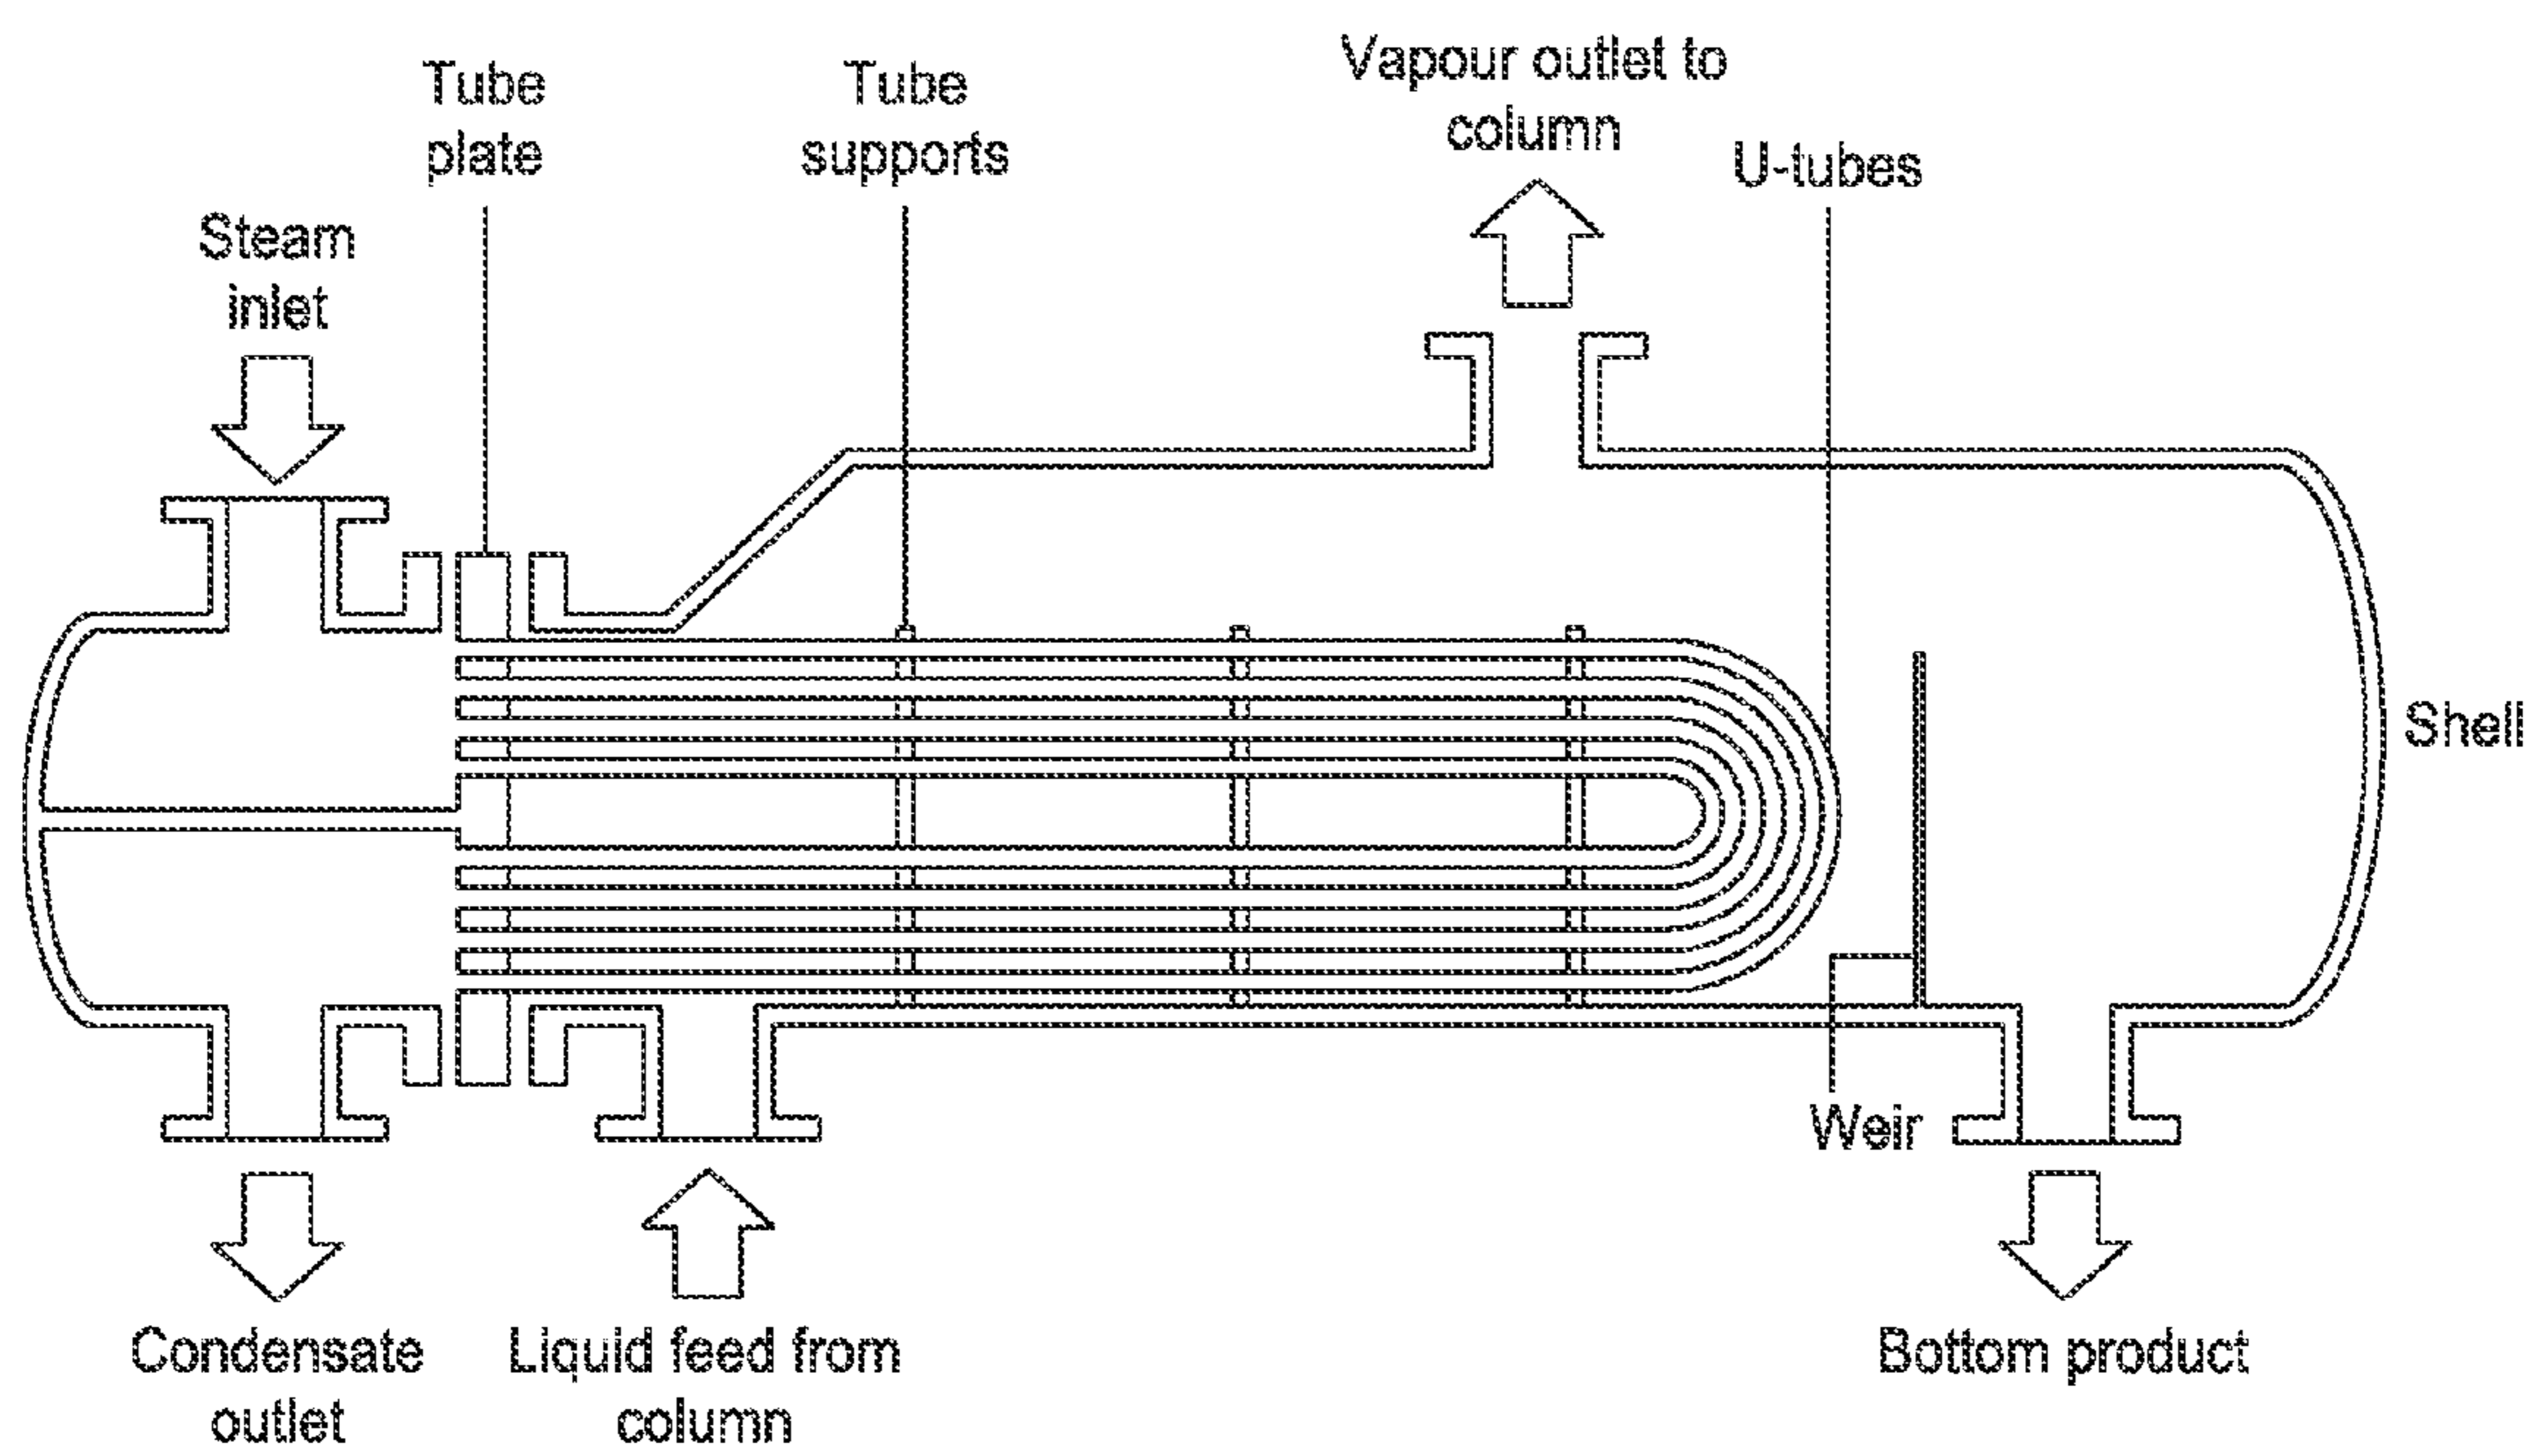 Vapour outlet to
column
Tube
plate
Tube
supports
U-tubes
Steam
inlet
Shell
Weir
Condensate
outlet
Liquid feed from
column
Bottom product